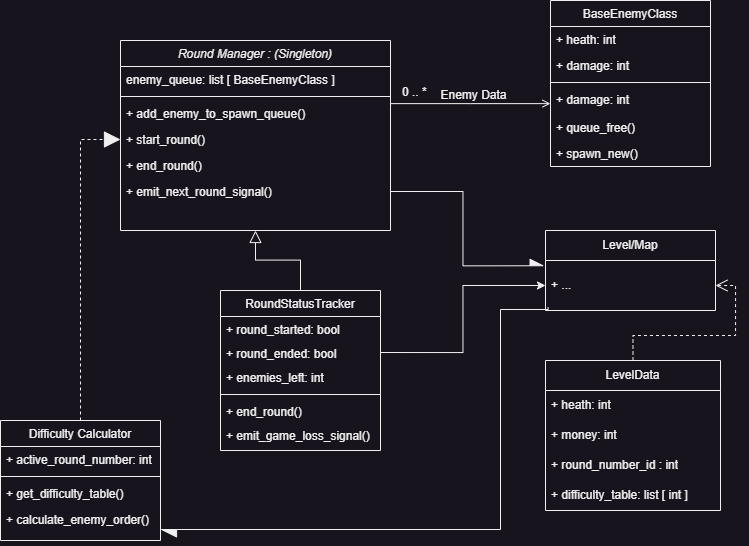 BaseEnemyClass
+ heath: int
+ damage: int
+ damage: int
+ queue_free()
+ spawn_new()
Round Manager : (Singleton)
enemy_queue: list [ BaseEnemyClass ]
+ add_enemy_to_spawn_queue()
+ start_round()
+ end_round()
+ emit_next_round_signal()
0 .. *
Enemy Data
Level/Map
+ ...
RoundStatusTracker
+ round_started: bool
+ round_ended: bool
+ enemies_left: int
+ end_round()
+ emit_game_loss_signal()
LevelData
+ heath: int
+ money: int
+ round_number_id : int
+ difficulty_table: list [ int ]
Difficulty Calculator
+ active_round_number: int
+ get_difficulty_table()
+ calculate_enemy_order()